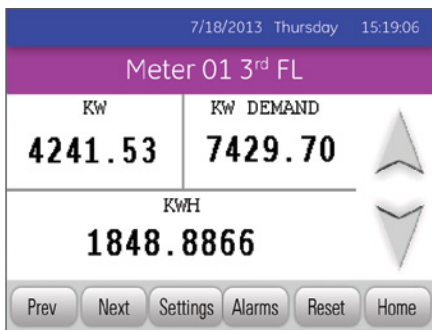 7/18/2013 Thursday 15:19:06
Meter 01 3rd FL
KW KW DEMAND
4241.53 7429.70
KWH
1848.8866
Prev Next Settings Alarms Reset Home